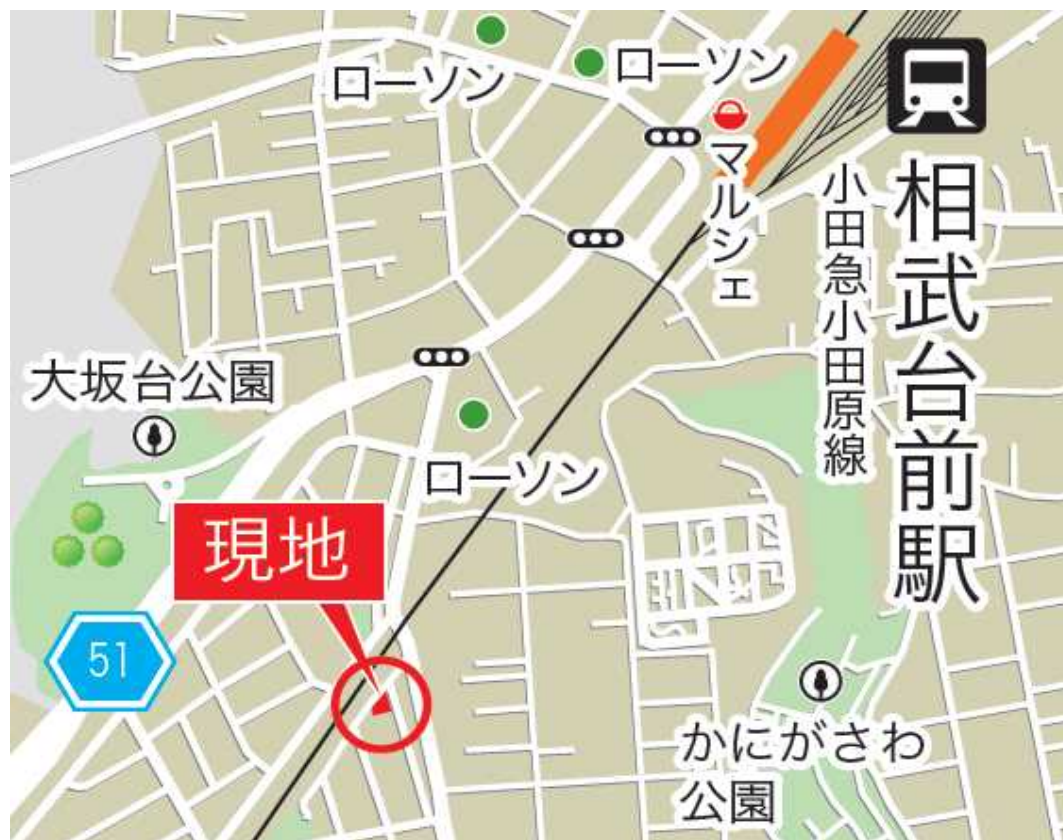 ローソン
ローソン
マルシェ
相武台前駅
小田急小田原線
大坂台公園
ローソン
現地
51
かにがさわ
公園